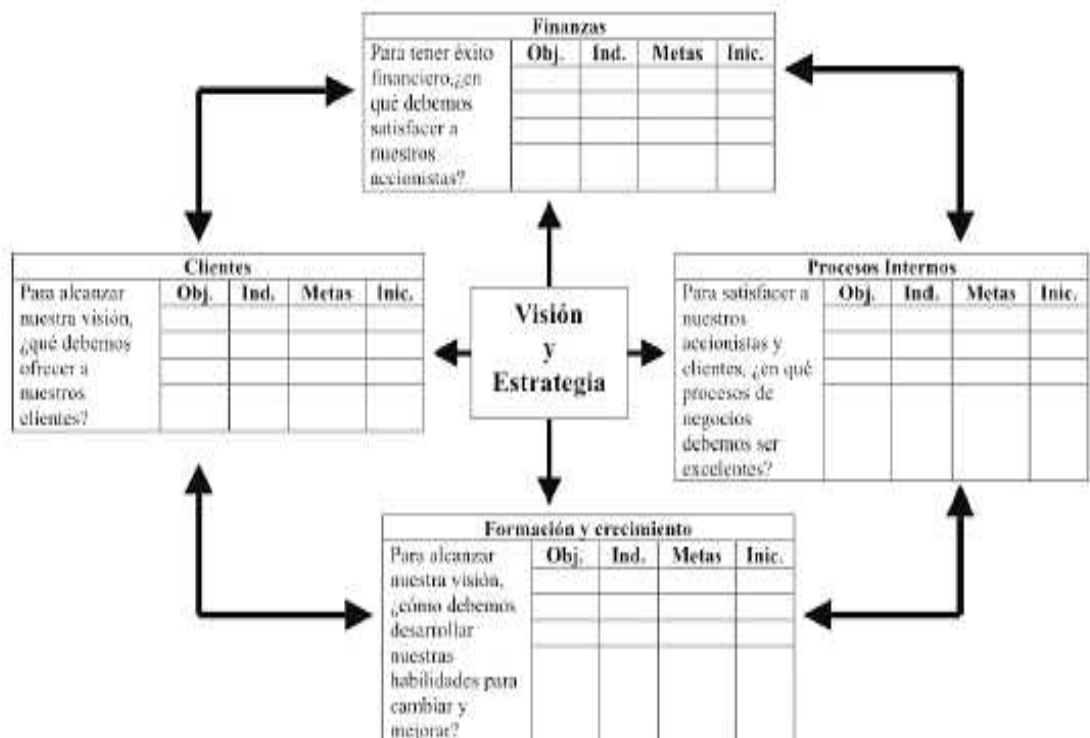 Finanzas
Para tener éxito
financiero,¿en
qué debemos
satisfacer a
nuestros
accionistas?
Obj. Ind. Metas Inic.
Clientes
Para alcanzar
nuestra visión,
¿qué debemos
ofrecer a
nuestros
clientes?
Obj. Ind. Metas Inic.
Visión
y
Estrategia
Procesos Internos
Para satisfacer a
nuestros
accionistas y
clientes, ¿en qué
procesos de
negocios
debemos ser
excelentes?
Obj. Ind. Metas Inic.
Formación y crecimiento
Para alcanzar
nuestra visión,
¿cómo debemos
desarrollar
nuestras
habilidades para
cambiar y
mejorar?
Obj. Ind. Metas Inic.